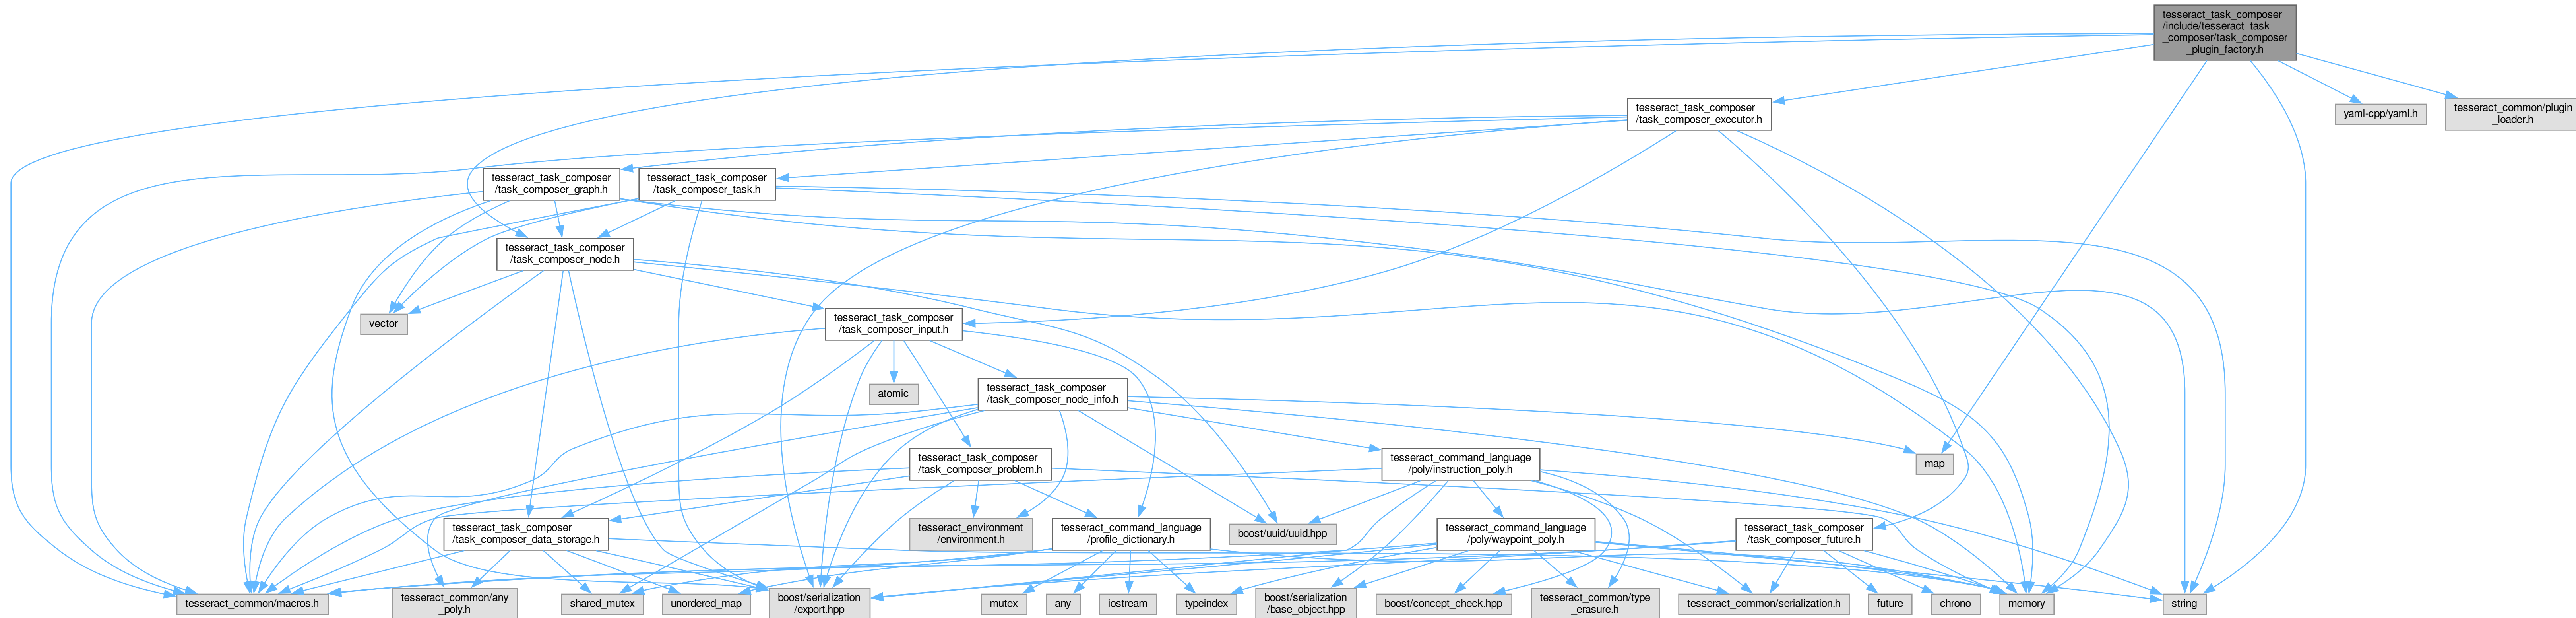 tesseract_task_composer
/include/tesseract_task
_composer/task_composer
_plugin_factory.h
tesseract_task_composer
/task_composer_executor.h
yaml-cpp/yaml.h
tesseract_common/plugin
_loader.h
tesseract_task_composer
/task_composer_graph.h
tesseract_task_composer
/task_composer_task.h
tesseract_task_composer
/task_composer_node.h
vector
tesseract_task_composer
/task_composer_input.h
atomic
tesseract_task_composer
/task_composer_node_info.h
tesseract_task_composer
/task_composer_problem.h
tesseract_command_language
/poly/instruction_poly.h
map
tesseract_task_composer
/task_composer_data_storage.h
tesseract_environment
/environment.h
tesseract_command_language
/profile_dictionary.h
boost/uuid/uuid.hpp
tesseract_command_language
/poly/waypoint_poly.h
tesseract_task_composer
/task_composer_future.h
tesseract_common/macros.h
tesseract_common/any
_poly.h
shared_mutex
unordered_map
boost/serialization
/export.hpp
mutex
any
iostream
typeindex
boost/serialization
/base_object.hpp
boost/concept_check.hpp
tesseract_common/type
_erasure.h
tesseract_common/serialization.h
future
chrono
memory
string